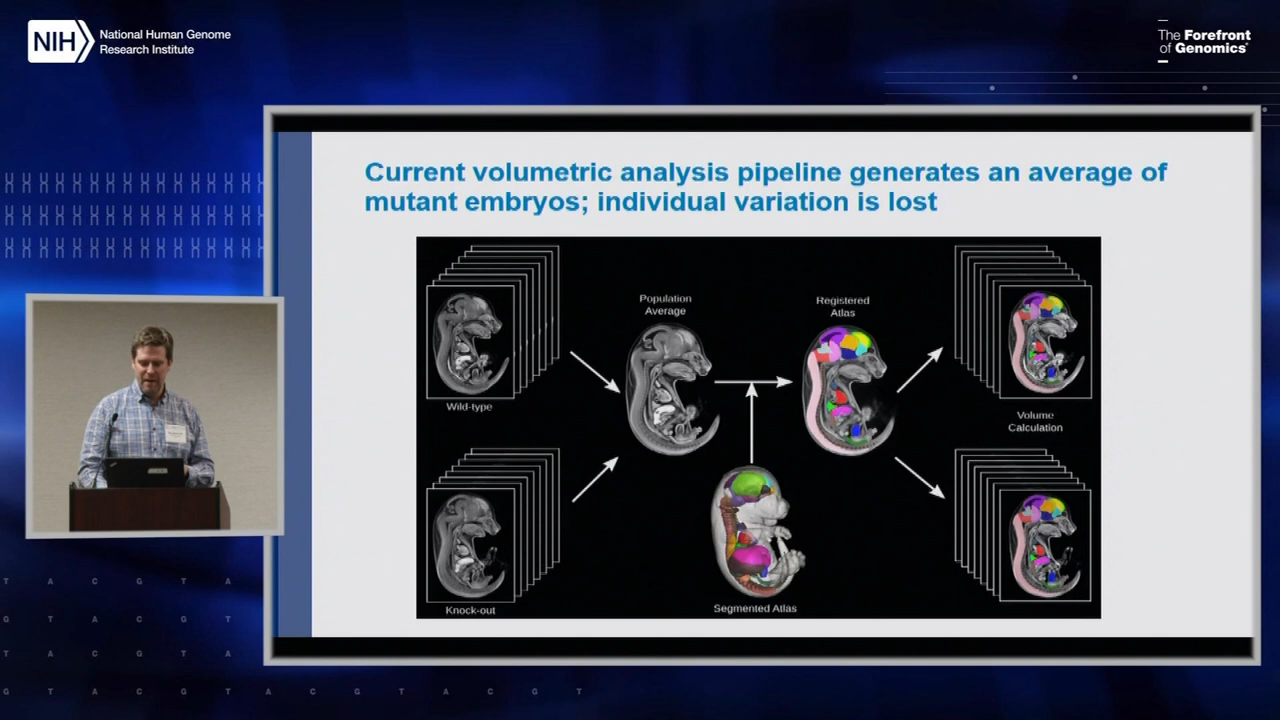 NIH
National Human Genome
Research Institute
The Forefront
of Genomics®
Current volumetric analysis pipeline generates an average of
mutant embryos; individual variation is lost
Wild-type
Knock-out
Population
Average
Segmented Atlas
Registered
Atlas
Volume
Calculation
T A C G T A
G T A C G T
T A C G T A
G T A C G T A C G T A C G T